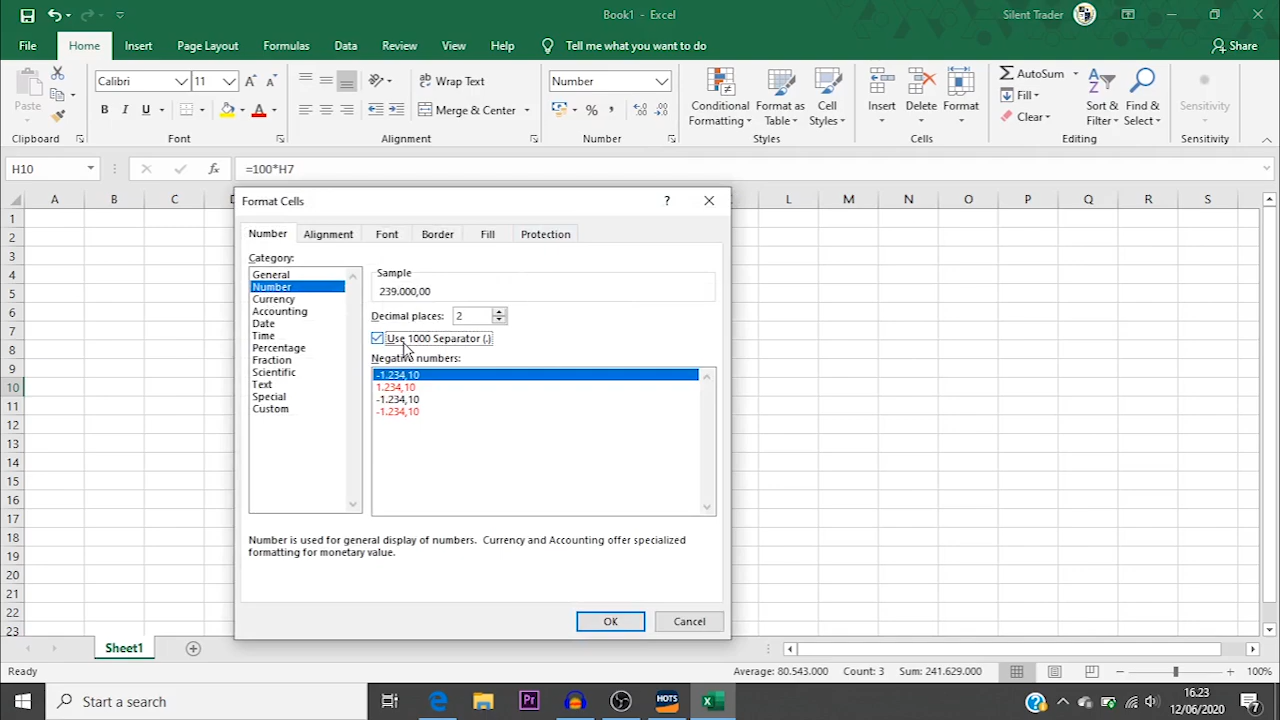 Book1 - Excel
Silent Trader
File
Home
Insert
Page Layout
Formulas
Data
Review
View
Help
Tell me what you want to do
Share
Paste
Clipboard
Calibri
11
B I U
A
Font
Wrap Text
Merge & Center
Alignment
Number
%
Number
Conditional
Formatting
Format as
Table
Cell
Styles
Styles
Insert
Delete
Format
Cells
AutoSum
Fill
Clear
Sort &
Filter
Find &
Select
Editing
Sensitivity
Sensitivity
H10
fx
=100*H7
A B C D L M N O P Q R S
1
2
3
4
5
6
7
8
9
10
11
12
13
14
15
16
17
18
19
20
21
22
23
Format Cells
?
Number
Alignment
Font
Border
Fill
Protection
Category:
General
Number
Currency
Accounting
Date
Time
Percentage
Fraction
Scientific
Text
Special
Custom
Sample
239.000,00
Decimal places: 2
Use 1000 Separator (.)
Negative numbers:
-1.234,10
1.234,10
-1.234,10
-1.234,10
Number is used for general display of numbers. Currency and Accounting offer specialized
formatting for monetary value.
OK
Cancel
Sheet1
Ready
Average: 80.543.000
Count: 3
Sum: 241.629.000
100%
Start a search
Pr
HOTS
16.23
12/06/2020
7